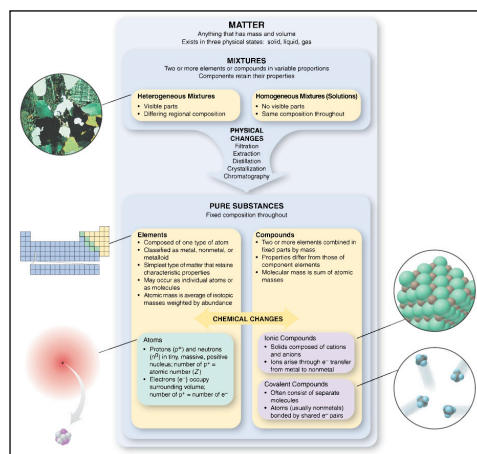 MATTER
Anything that has mass and volume
Exists in three physical states: solid, liquid, gas
MIXTURES
Two or more elements or compounds in variable proportions
Components retain their properties
Heterogeneous Mixtures
• Visible parts
• Differing regional composition
Homogeneous Mixtures (Solutions)
• No visible parts
• Same composition throughout
PHYSICAL
CHANGES
Filtration
Extraction
Distillation
Crystallization
Chromatography
PURE SUBSTANCES
Fixed composition throughout
Elements
• Composed of one type of atom
• Classified as metal, nonmetal, or
metalloid
• Simplest type of matter that retains
characteristic properties
• May occur as individual atoms or
as molecules
• Atomic mass is average of isotopic
masses weighted by abundance
Compounds
• Two or more elements combined in
fixed parts by mass
• Properties differ from those of
component elements
• Molecular mass is sum of atomic
masses
CHEMICAL CHANGES
Atoms
• Protons (p⁺) and neutrons
(n⁰) in tiny, massive, positive
nucleus; number of p⁺ =
atomic number (Z)
• Electrons (e⁻) occupy
surrounding volume;
number of p⁺ = number of e⁻
Ionic Compounds
• Solids composed of cations
and anions
• Ions arise through e⁻ transfer
from metal to nonmetal
Covalent Compounds
• Often consist of separate
molecules
• Atoms (usually nonmetals)
bonded by shared e⁻ pairs